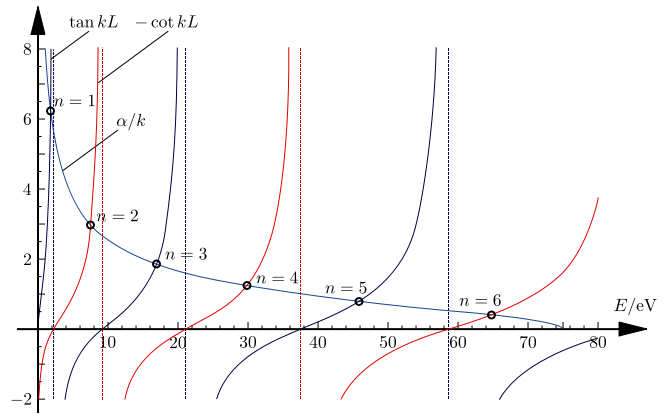 tan kL − cot kL
8
n = 1
6
α/k
4
n = 2
n = 3
2
n = 4
n = 5
n = 6
E/eV
10 20 30 40 50 60 70 80
−2